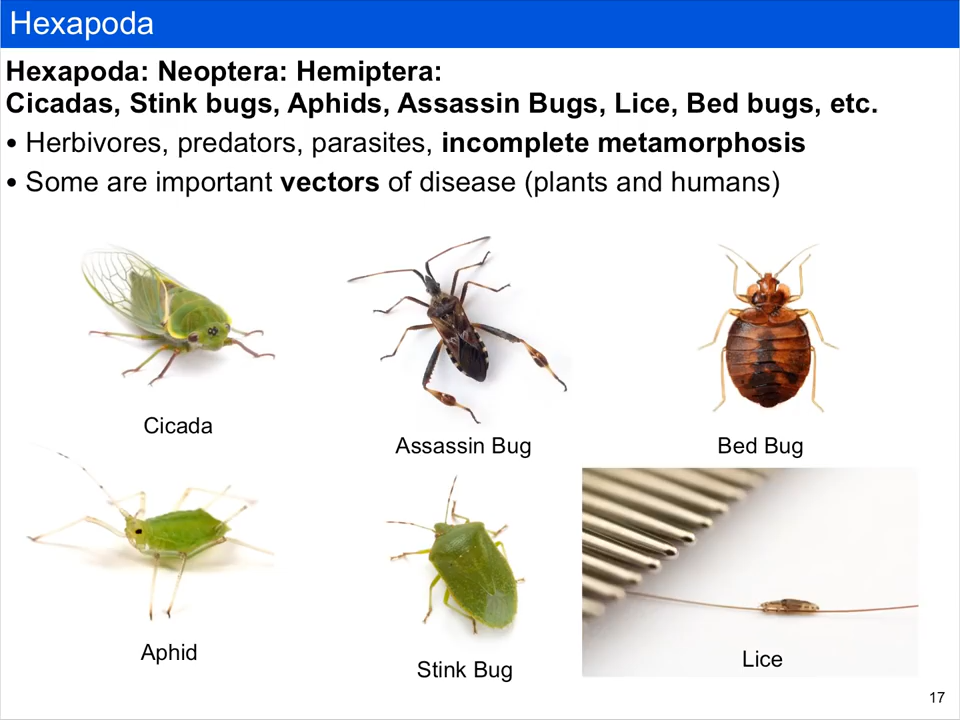 Hexapoda
Hexapoda: Neoptera: Hemiptera:
Cicadas, Stink bugs, Aphids, Assassin Bugs, Lice, Bed bugs, etc.
• Herbivores, predators, parasites, incomplete metamorphosis
• Some are important vectors of disease (plants and humans)
Cicada
Assassin Bug
Bed Bug
Aphid
Stink Bug
Lice
17